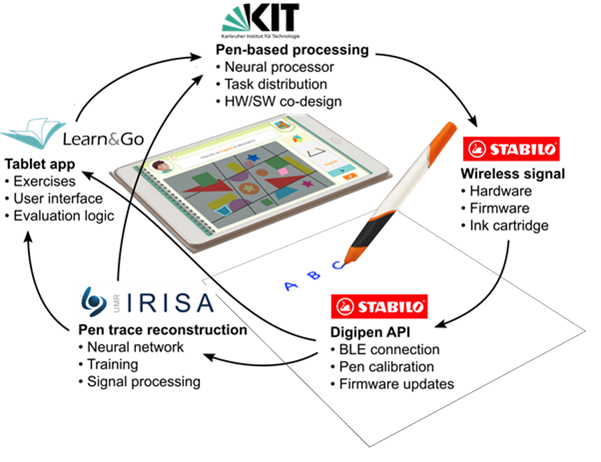 KIT
Karlsruher Institut für Technologie
Pen-based processing
• Neural processor
• Task distribution
• HW/SW co-design
Learn&Go
Tablet app
• Exercises
• User interface
• Evaluation logic
STABILO
Wireless signal
• Hardware
• Firmware
• Ink cartridge
A B C
UMR IRISA
Pen trace reconstruction
• Neural network
• Training
• Signal processing
STABILO
Digipen API
• BLE connection
• Pen calibration
• Firmware updates